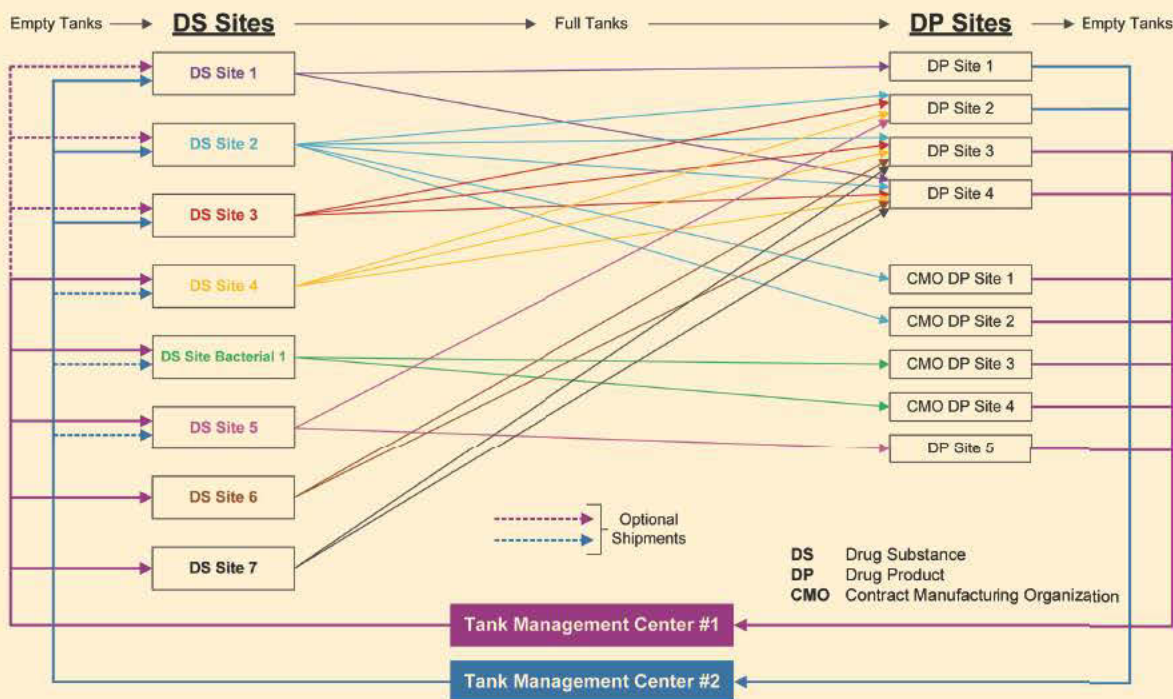 Empty Tanks
DS Sites
Full Tanks
DP Sites
Empty Tanks
DS Site 1
DS Site 2
DS Site 3
DS Site 4
DS Site Bacterial 1
DS Site 5
DS Site 6
DS Site 7
DP Site 1
DP Site 2
DP Site 3
DP Site 4
CMO DP Site 1
CMO DP Site 2
CMO DP Site 3
CMO DP Site 4
DP Site 5
Optional
Shipments
DS Drug Substance
DP Drug Product
CMO Contract Manufacturing Organization
Tank Management Center #1
Tank Management Center #2